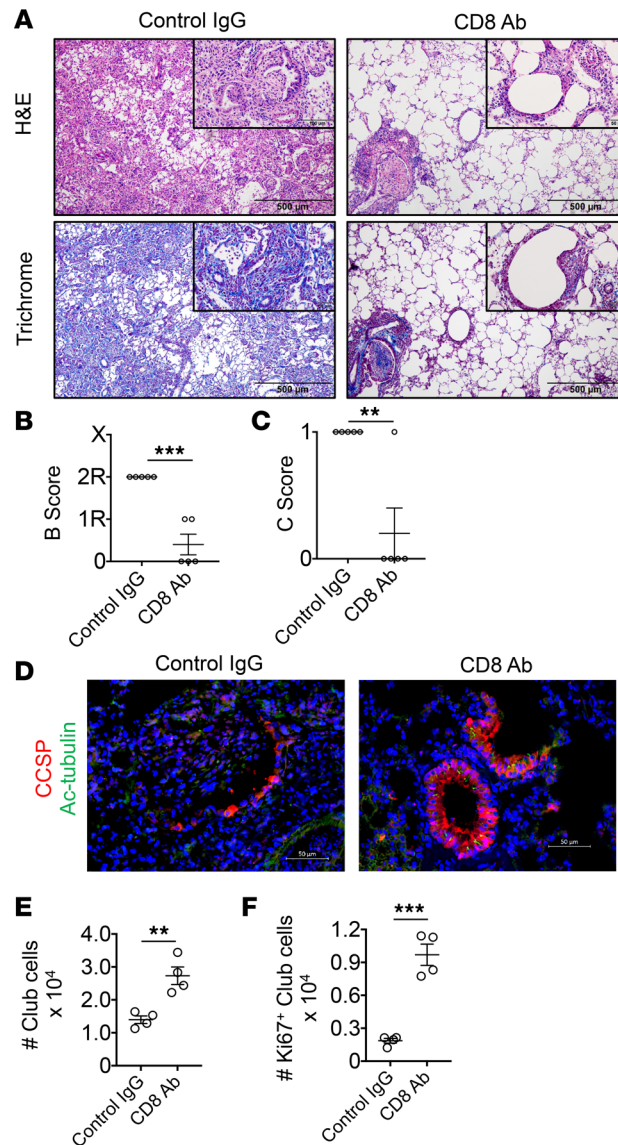 A
Control IgG
CD8 Ab
H&E
500 µm
500 µm
Trichrome
500 µm
500 µm
B
B Score
X
2R
1R
0
***
Control IgG
CD8 Ab
C
C Score
1
0
**
Control IgG
CD8 Ab
D
Control IgG
CD8 Ab
CCSP
Ac-tubulin
50 µm
50 µm
E
# Club cells
x 10⁴
4.0
3.0
2.0
1.0
0
**
Control IgG
CD8 Ab
F
# Ki67⁺ Club cells
x 10⁴
1.2
0.9
0.6
0.3
0
***
Control IgG
CD8 Ab